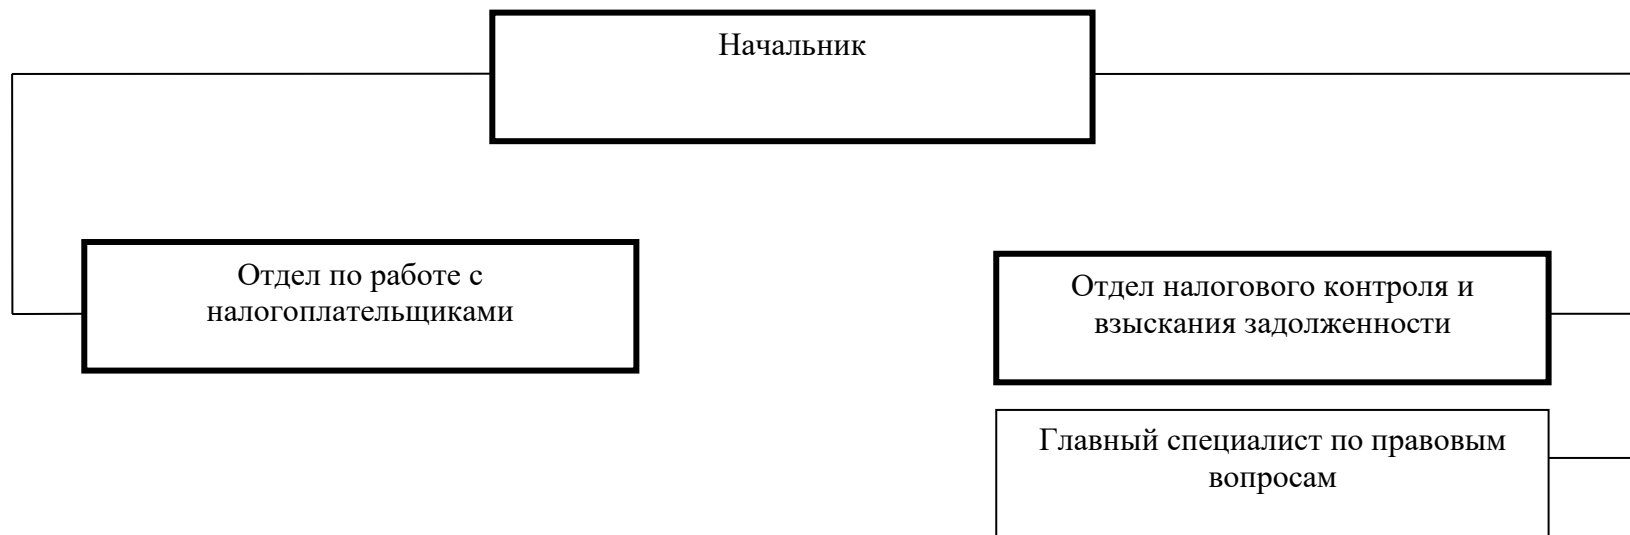 Начальник
Отдел по работе с
налогоплательщиками
Отдел налогового контроля и
взыскания задолженности
Главный специалист по правовым
вопросам